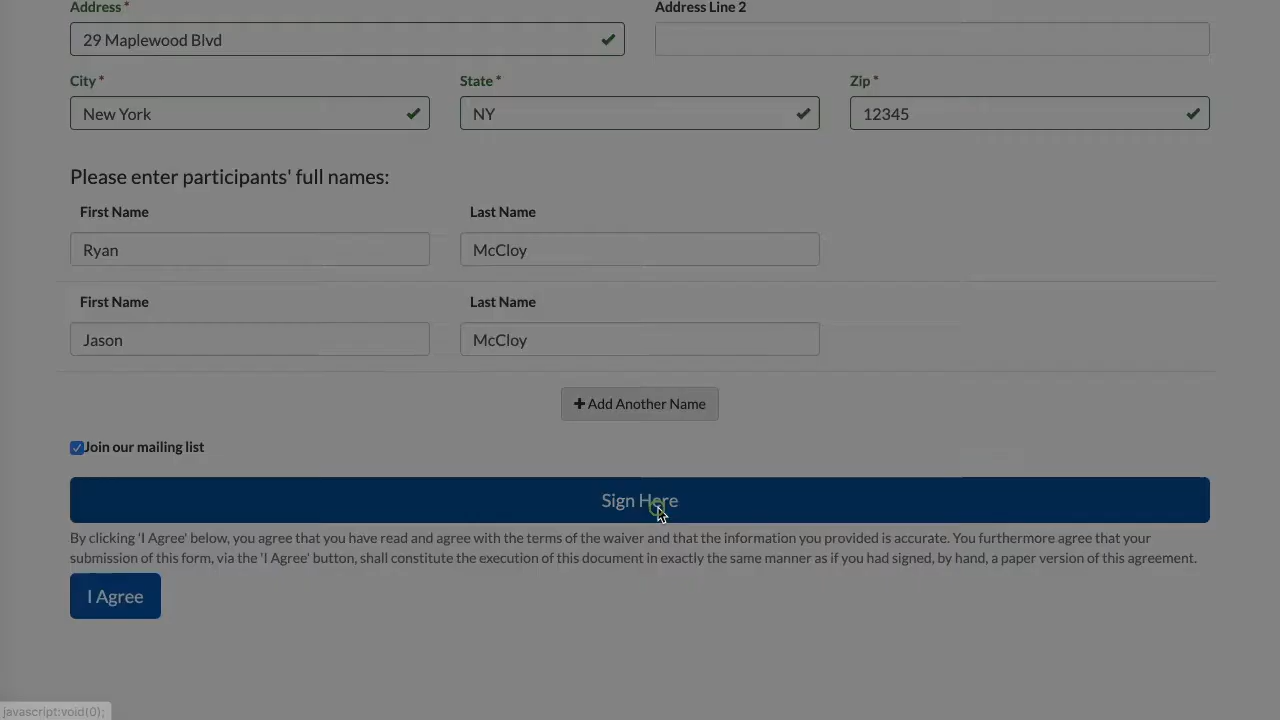 Address * Address Line 2
29 Maplewood Blvd
City * State * Zip *
New York NY 12345
Please enter participants' full names:
First Name Last Name
Ryan McCloy
First Name Last Name
Jason McCloy
Add Another Name
Join our mailing list
Sign Here
By clicking 'I Agree' below, you agree that you have read and agree with the terms of the waiver and that the information you provided is accurate. You furthermore agree that your
submission of this form, via the 'I Agree' button, shall constitute the execution of this document in exactly the same manner as if you had signed, by hand, a paper version of this agreement.
I Agree
javascript:void(0);